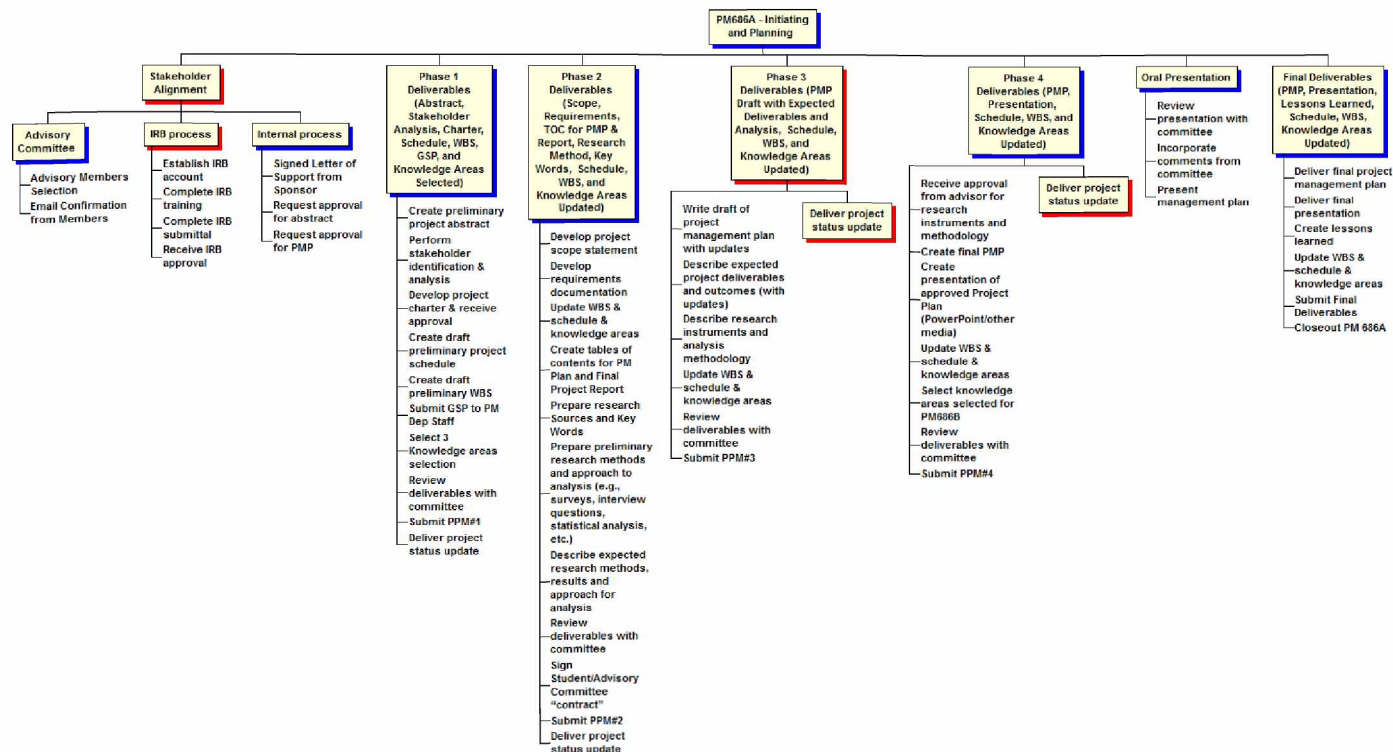 PM686A - Initiating
and Planning
Stakeholder
Alignment
Advisory
Committee
Advisory Members
Selection
Email Confirmation
from Members
IRB process
Establish IRB
account
Complete IRB
training
Complete IRB
submittal
Receive IRB
approval
Internal process
Signed Letter of
Support from
Sponsor
Request approval
for abstract
Request approval
for PMP
Phase 1
Deliverables
(Abstract,
Stakeholder
Analysis, Charter,
Schedule, WBS,
GSP, and
Knowledge Areas
Selected)
Create preliminary
project abstract
Perform
stakeholder
identification &
analysis
Develop project
charter & receive
approval
Create draft
preliminary project
schedule
Create draft
preliminary WBS
Submit GSP to PM
Dep Staff
Select 3
Knowledge areas
selection
Review
deliverables with
committee
Submit PPM#1
Deliver project
status update
Phase 2
Deliverables
(Scope,
Requirements,
TOC for PMP &
Report, Research
Method, Key
Words, Schedule,
WBS, and
Knowledge Areas
Updated)
Develop project
scope statement
Develop
requirements
documentation
Update WBS &
schedule &
knowledge areas
Create tables of
contents for PM
Plan and Final
Project Report
Prepare research
Sources and Key
Words
Prepare preliminary
research methods
and approach to
analysis (e.g.,
surveys, interview
questions,
statistical analysis,
etc.)
Describe expected
research methods,
results and
approach for
analysis
Review
deliverables with
committee
Sign
Student/Advisory
Committee
"contract"
Submit PPM#2
Deliver project
status update
Phase 3
Deliverables (PMP
Draft with Expected
Deliverables and
Analysis, Schedule,
WBS, and
Knowledge Areas
Updated)
Write draft of
project
management plan
with updates
Describe expected
project deliverables
and outcomes (with
updates)
Describe research
instruments and
analysis
methodology
Update WBS &
schedule &
knowledge areas
Review
deliverables with
committee
Submit PPM#3
Deliver project
status update
Phase 4
Deliverables (PMP,
Presentation,
Schedule, WBS, and
Knowledge Areas
Updated)
Receive approval
from advisor for
research
instruments and
methodology
Create final PMP
Create
presentation of
approved Project
Plan
(PowerPoint/other
media)
Update WBS &
schedule &
knowledge areas
Select knowledge
areas selected for
PM686B
Review
deliverables with
committee
Submit PPM#4
Deliver project
status update
Oral Presentation
Review
presentation with
committee
Incorporate
comments from
committee
Present
management plan
Final Deliverables
(PMP, Presentation,
Lessons Learned,
Schedule, WBS,
Knowledge Areas
Updated)
Deliver final project
management plan
Deliver final
presentation
Create lessons
learned
Update WBS &
schedule &
knowledge areas
Submit Final
Deliverables
Closeout PM 686A